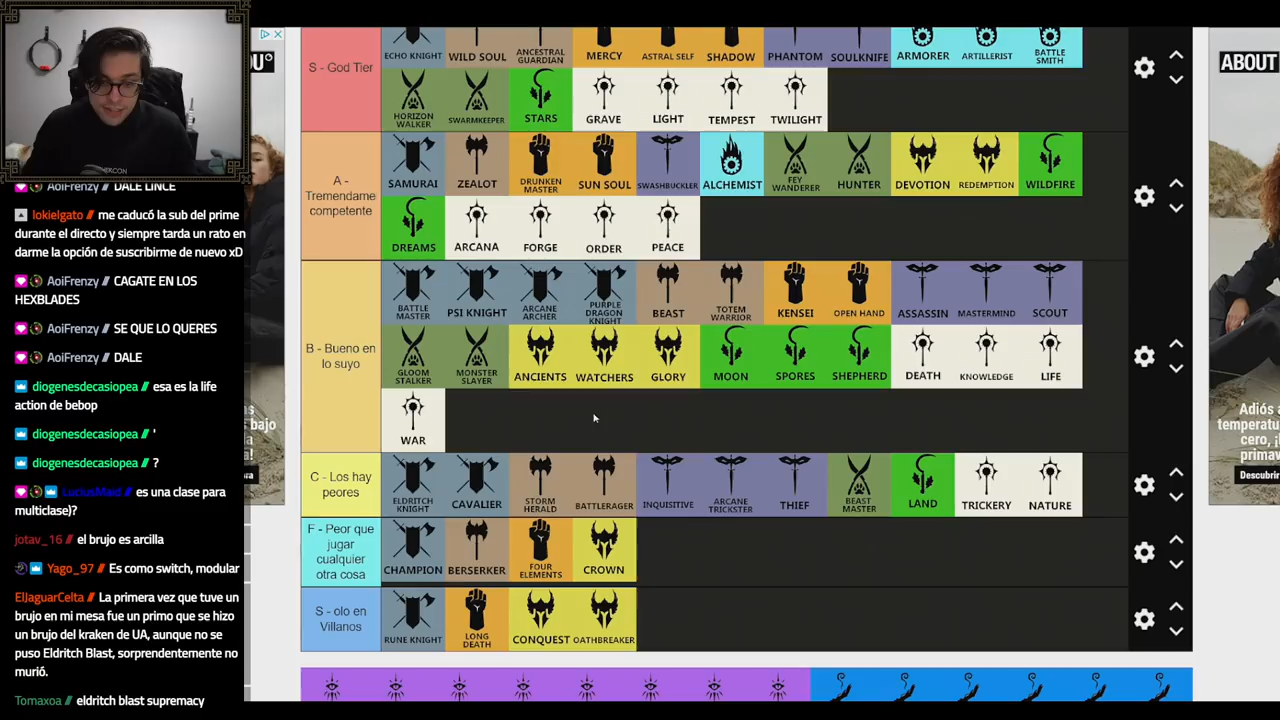 AoiFrenzy // DALE LINCE
lokielgato // me caducó la sub del prime
durante el directo y siempre tarda un rato en
darme la opción de suscribirme de nuevo xD
AoiFrenzy // CAGATE EN LOS
HEXBLADES
AoiFrenzy // SE QUE LO QUERES
AoiFrenzy // DALE
diogenesdecasiopea // esa es la life
action de bebop
diogenesdecasiopea // '
diogenesdecasiopea // ?
LuciusMaid // es una clase para
multiclase)?
jotav_16 // el brujo es arcilla
Yago_97 // Es como switch, modular
ElJaguarCelta // La primera vez que tuve un
brujo en mi mesa fue un primo que se hizo
un brujo del kraken de UA, aunque no se
puso Eldritch Blast, sorprendentemente no
murió.
Tomaxoa // eldritch blast supremacy
S - God Tier
ECHO KNIGHT WILD SOUL ANCESTRAL GUARDIAN MERCY ASTRAL SELF SHADOW PHANTOM SOULKNIFE ARMORER ARTILLERIST BATTLE SMITH
HORIZON WALKER SWARMKEEPER STARS GRAVE LIGHT TEMPEST TWILIGHT
A -
Tremendame
competente
SAMURAI ZEALOT DRUNKEN MASTER SUN SOUL SWASHBUCKLER ALCHEMIST FEY WANDERER HUNTER DEVOTION REDEMPTION WILDFIRE
DREAMS ARCANA FORGE ORDER PEACE
B - Bueno en
lo suyo
BATTLE MASTER PSI KNIGHT ARCANE ARCHER PURPLE DRAGON KNIGHT BEAST TOTEM WARRIOR KENSEI OPEN HAND ASSASSIN MASTERMIND SCOUT
GLOOM STALKER MONSTER SLAYER ANCIENTS WATCHERS GLORY MOON SPORES SHEPHERD DEATH KNOWLEDGE LIFE
WAR
C - Los hay
peores
ELDRITCH KNIGHT CAVALIER STORM HERALD BATTLERAGER INQUISITIVE ARCANE TRICKSTER THIEF BEAST MASTER LAND TRICKERY NATURE
F - Peor que
jugar
cualquier
otra cosa
CHAMPION BERSERKER FOUR ELEMENTS CROWN
S - olo en
Villanos
RUNE KNIGHT LONG DEATH CONQUEST OATHBREAKER
ABOUT
Adiós a
temperatu
cero, ¡
primav
Descubrir